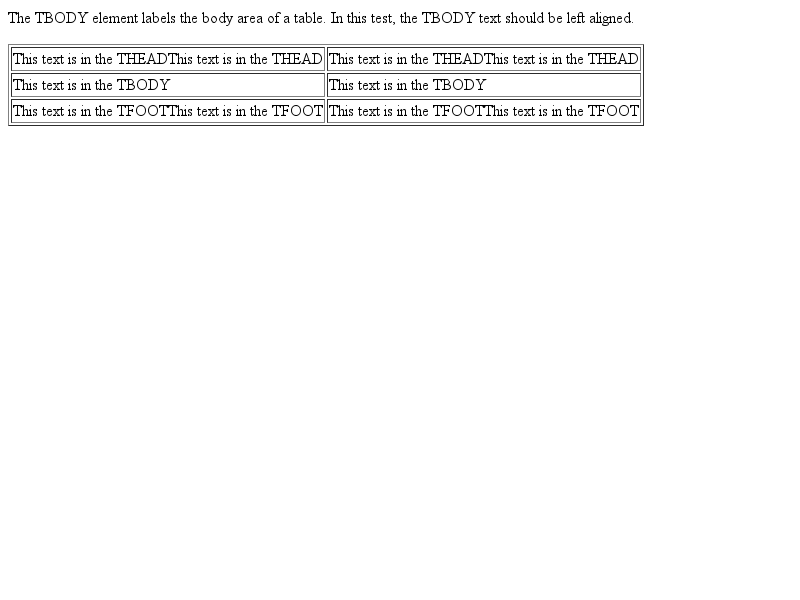 The TBODY element labels the body area of a table. In this test, the TBODY text should be left aligned.
This text is in the THEADThis text is in the THEAD This text is in the THEADThis text is in the THEAD
This text is in the TBODY This text is in the TBODY
This text is in the TFOOTThis text is in the TFOOT This text is in the TFOOTThis text is in the TFOOT